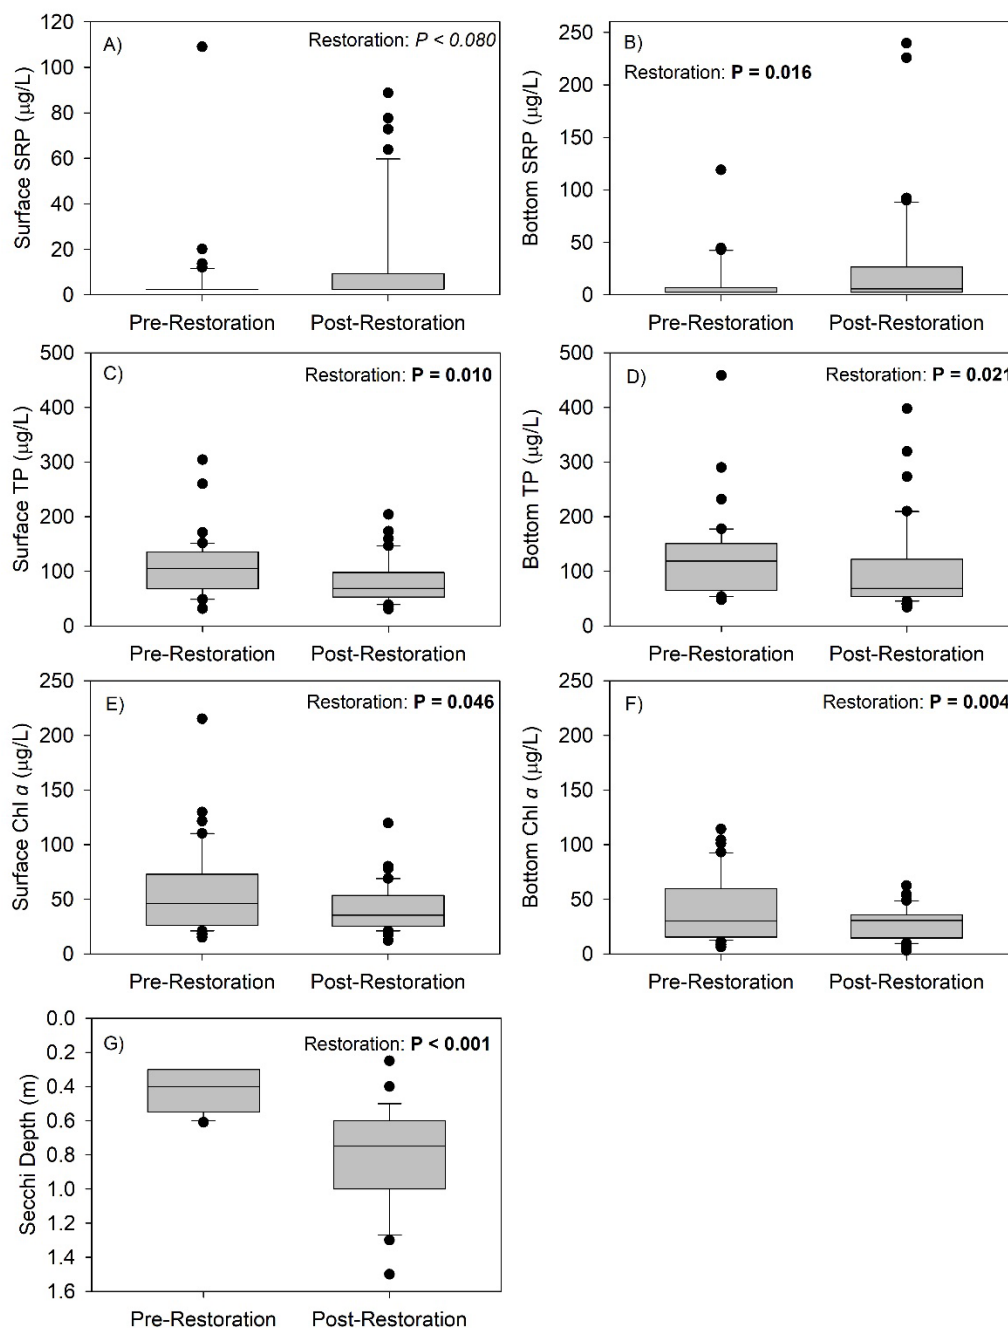 A)
Restoration: P < 0.080
Surface SRP (µg/L)
120
100
80
60
40
20
0
Pre-Restoration Post-Restoration
B)
Restoration: P = 0.016
Bottom SRP (µg/L)
250
200
150
100
50
0
Pre-Restoration Post-Restoration
C)
Restoration: P = 0.010
Surface TP (µg/L)
500
400
300
200
100
0
Pre-Restoration Post-Restoration
D)
Restoration: P = 0.021
Bottom TP (µg/L)
500
400
300
200
100
0
Pre-Restoration Post-Restoration
E)
Restoration: P = 0.046
Surface Chl a (µg/L)
250
200
150
100
50
0
Pre-Restoration Post-Restoration
F)
Restoration: P = 0.004
Bottom Chl a (µg/L)
250
200
150
100
50
0
Pre-Restoration Post-Restoration
G)
Restoration: P < 0.001
Secchi Depth (m)
0.0
0.2
0.4
0.6
0.8
1.0
1.2
1.4
1.6
Pre-Restoration Post-Restoration